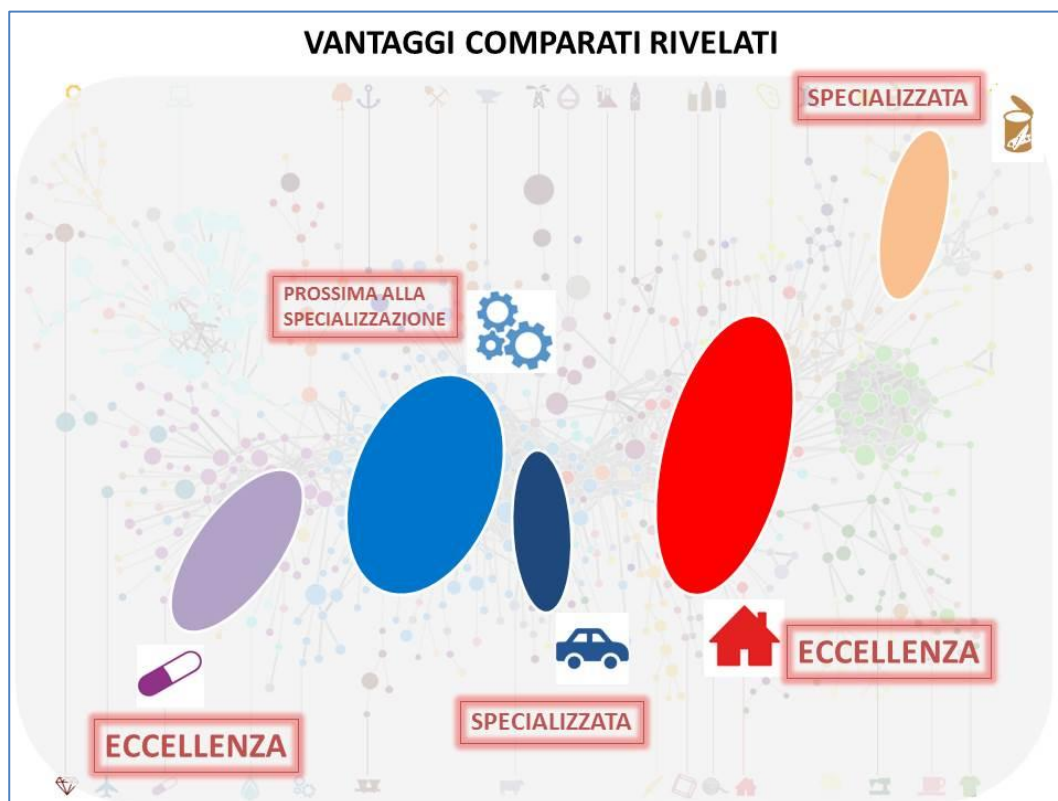 VANTAGGI COMPARATI RIVELATI
SPECIALIZZATA
PROSSIMA ALLA
SPECIALIZZAZIONE
ECCELLENZA
SPECIALIZZATA
ECCELLENZA